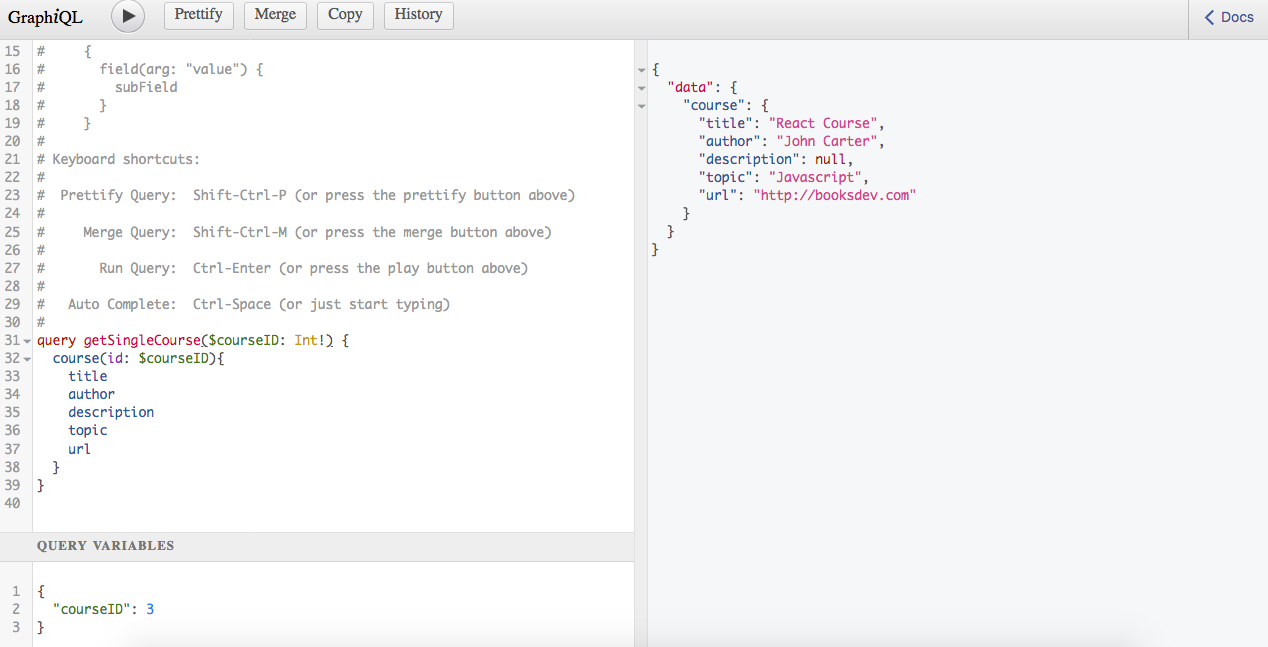 GraphiQL
Prettify
Merge
Copy
History
Docs
15 #     {
16 #       field(arg: "value") {
17 #         subField
18 #       }
19 #     }
20 #
21 # Keyboard shortcuts:
22 #
23 #  Prettify Query:  Shift-Ctrl-P (or press the prettify button above)
24 #
25 #     Merge Query:  Shift-Ctrl-M (or press the merge button above)
26 #
27 #       Run Query:  Ctrl-Enter (or press the play button above)
28 #
29 #   Auto Complete:  Ctrl-Space (or just start typing)
30 #
31 query getSingleCourse($courseID: Int!) {
32   course(id: $courseID){
33     title
34     author
35     description
36     topic
37     url
38   }
39 }
40
QUERY VARIABLES
1 {
2   "courseID": 3
3 }
{
  "data": {
    "course": {
      "title": "React Course",
      "author": "John Carter",
      "description": null,
      "topic": "Javascript",
      "url": "http://booksdev.com"
    }
  }
}